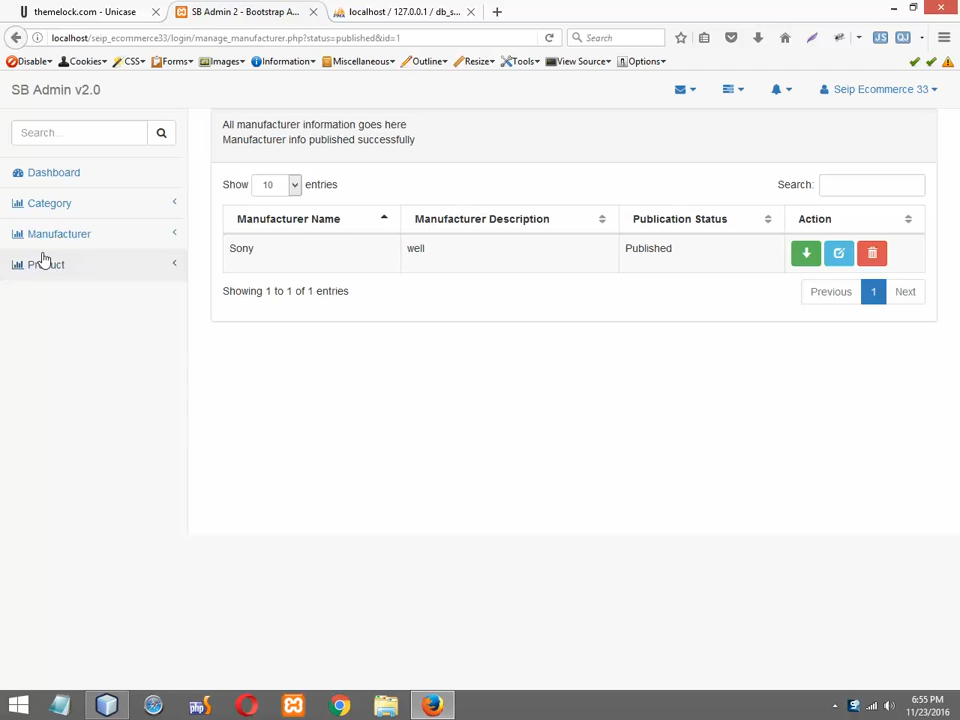 themelock.com - Unicase
SB Admin 2 - Bootstrap A...
localhost / 127.0.0.1 / db_s...
localhost/seip_ecommerce33/login/manage_manufacturer.php?status=published&id=1
Search
Disable▾ Cookies▾ CSS▾ Forms▾ Images▾ Information▾ Miscellaneous▾ Outline▾ Resize▾ Tools▾ View Source▾ Options▾
SB Admin v2.0
Seip Ecommerce 33
All manufacturer information goes here
Manufacturer info published successfully
Search...
Dashboard
Category
Manufacturer
Product
Show 10 entries
Search:
Manufacturer Name Manufacturer Description Publication Status Action
Sony well Published
Showing 1 to 1 of 1 entries
Previous 1 Next
6:55 PM
11/23/2016